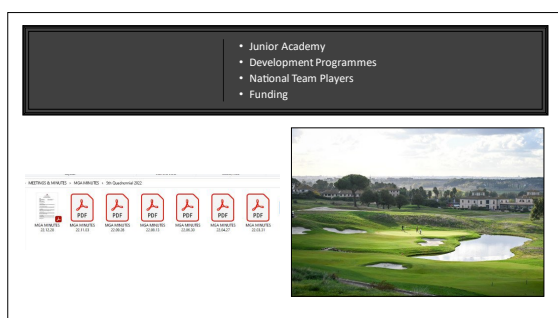 • Junior Academy
• Development Programmes
• National Team Players
• Funding
MEETINGS & MINUTES › MGA MINUTES › 5th Quadrennial 2022
PDF PDF PDF PDF PDF PDF
MGA MINUTES MGA MINUTES MGA MINUTES MGA MINUTES MGA MINUTES MGA MINUTES MGA MINUTES